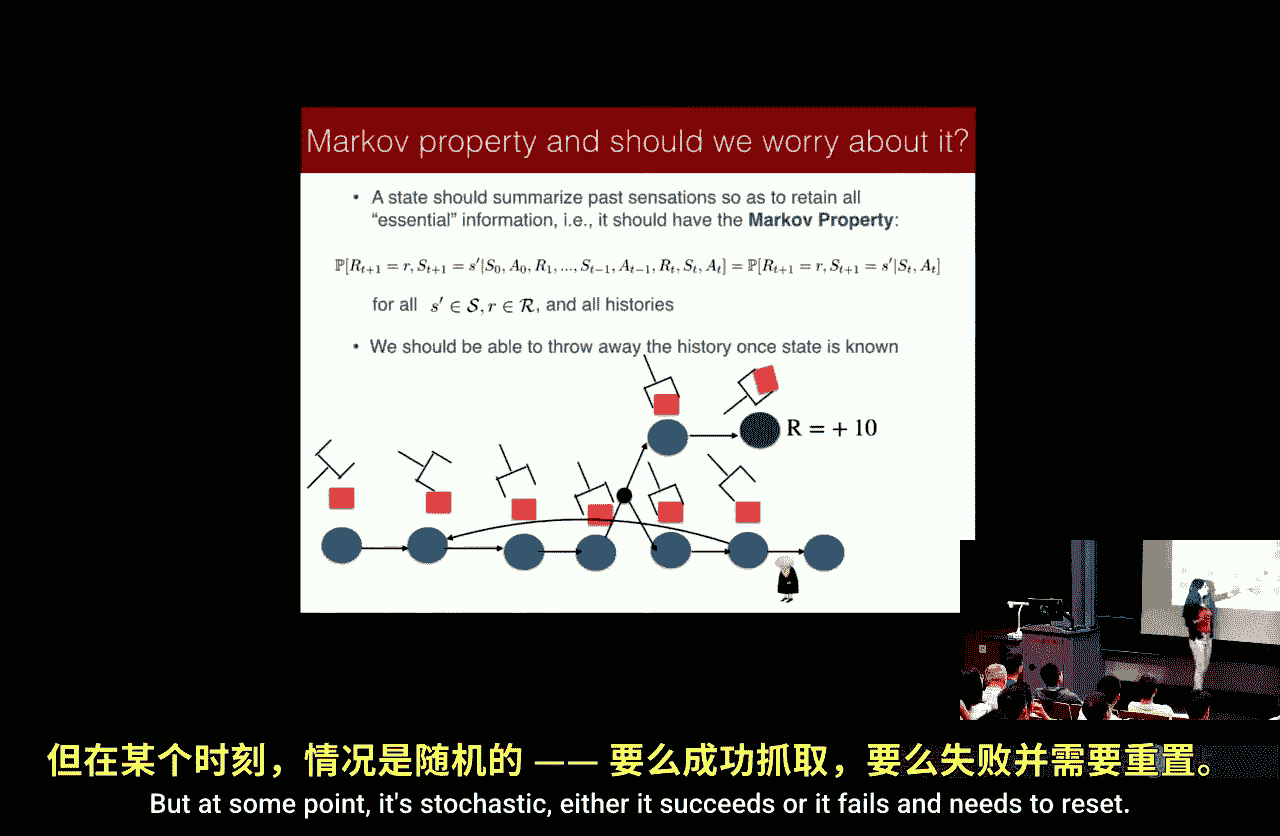 Markov property and should we worry about it?
• A state should summarize past sensations so as to retain all
“essential” information, i.e., it should have the Markov Property:
ℙ[R_{t+1} = r, S_{t+1} = s'|S_0, A_0, R_1, ..., S_{t−1}, A_{t−1}, R_t, S_t, A_t] = ℙ[R_{t+1} = r, S_{t+1} = s'|S_t, A_t]
for all s' ∈ 𝒮, r ∈ ℛ, and all histories
• We should be able to throw away the history once state is known
R = + 10
但在某个时刻，情况是随机的 —— 要么成功抓取，要么失败并需要重置。
But at some point, it's stochastic, either it succeeds or it fails and needs to reset.